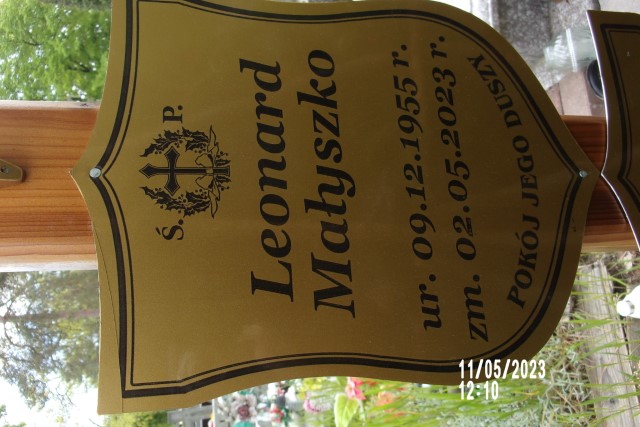 Ś. P.
Leonard
Małyszko
ur. 09.12.1955 r.
zm. 02.05.2023 r.
POKÓJ JEGO DUSZY
11/05/2023
12:10